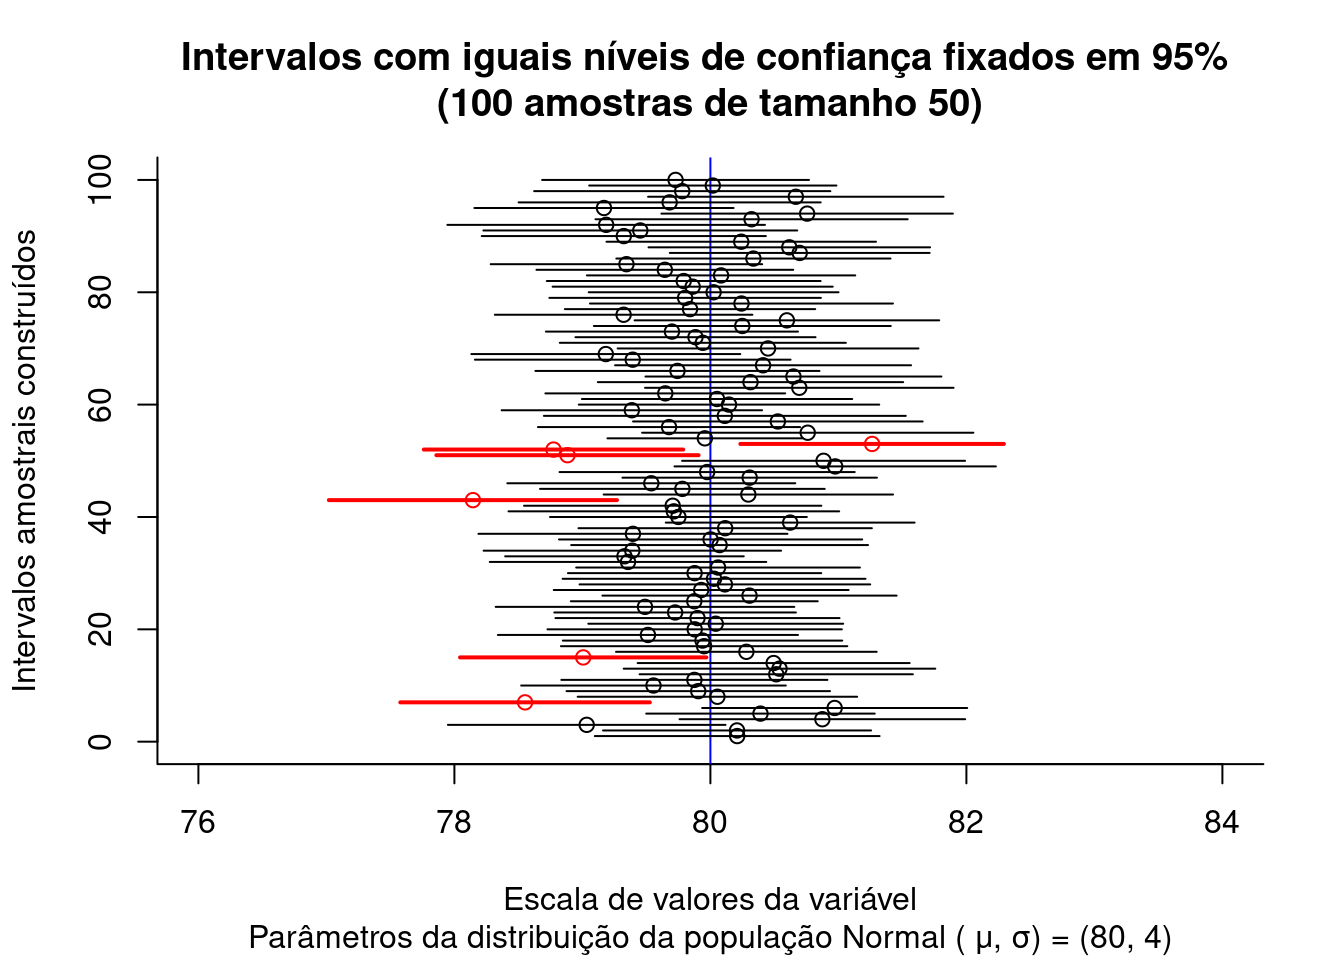 Intervalos com iguais níveis de confiança fixados em 95%
(100 amostras de tamanho 50)
Intervalos amostrais construídos
100
80
60
40
20
0
76 78 80 82 84
Escala de valores da variável
Parâmetros da distribuição da população Normal ( μ, σ) = (80, 4)